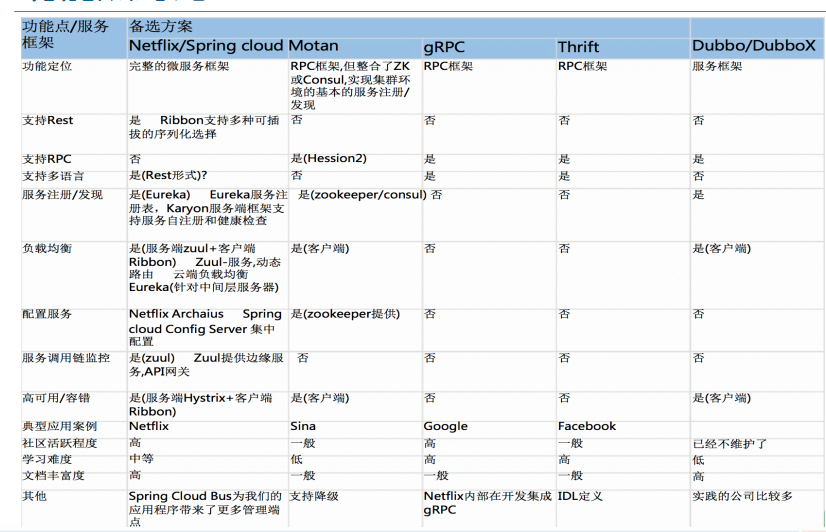 功能点/服务框架 备选方案
Netflix/Spring cloud Motan gRPC Thrift Dubbo/DubboX
功能定位 完整的微服务框架 RPC框架,但整合了ZK或Consul,实现集群环境的基本的服务注册/发现 RPC框架 RPC框架 服务框架
支持Rest 是 Ribbon支持多种可插拔的序列化选择 否 否 否 否
支持RPC 否 是(Hession2) 是 是 是
支持多语言 是(Rest形式)? 否 是 是 否
服务注册/发现 是(Eureka) Eureka服务注册表，Karyon服务端框架支持服务自注册和健康检查 是(zookeeper/consul) 否 否 是
负载均衡 是(服务端zuul+客户端Ribbon) Zuul-服务,动态路由 云端负载均衡 Eureka(针对中间层服务器) 是(客户端) 否 否 是(客户端)
配置服务 Netflix Archaius Spring cloud Config Server 集中配置 是(zookeeper提供) 否 否 否
服务调用链监控 是(zuul) Zuul提供边缘服务,API网关 否 否 否 否
高可用/容错 是(服务端Hystrix+客户端Ribbon) 是(客户端) 否 否 是(客户端)
典型应用案例 Netflix Sina Google Facebook
社区活跃程度 高 一般 高 一般 已经不维护了
学习难度 中等 低 高 高 低
文档丰富度 高 一般 一般 一般 高
其他 Spring Cloud Bus为我们的应用程序带来了更多管理端点 支持降级 Netflix内部在开发集成gRPC IDL定义 实践的公司比较多